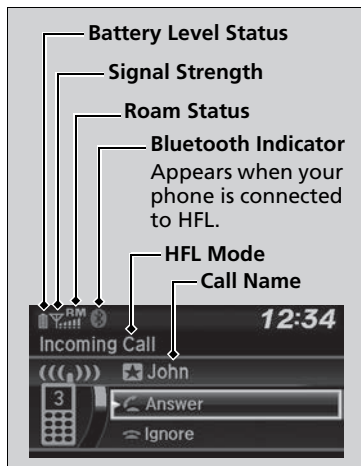 Battery Level Status
Signal Strength
Roam Status
Bluetooth Indicator
Appears when your
phone is connected
to HFL.
HFL Mode
Call Name
RM
12:34
Incoming Call
John
3
Answer
Ignore